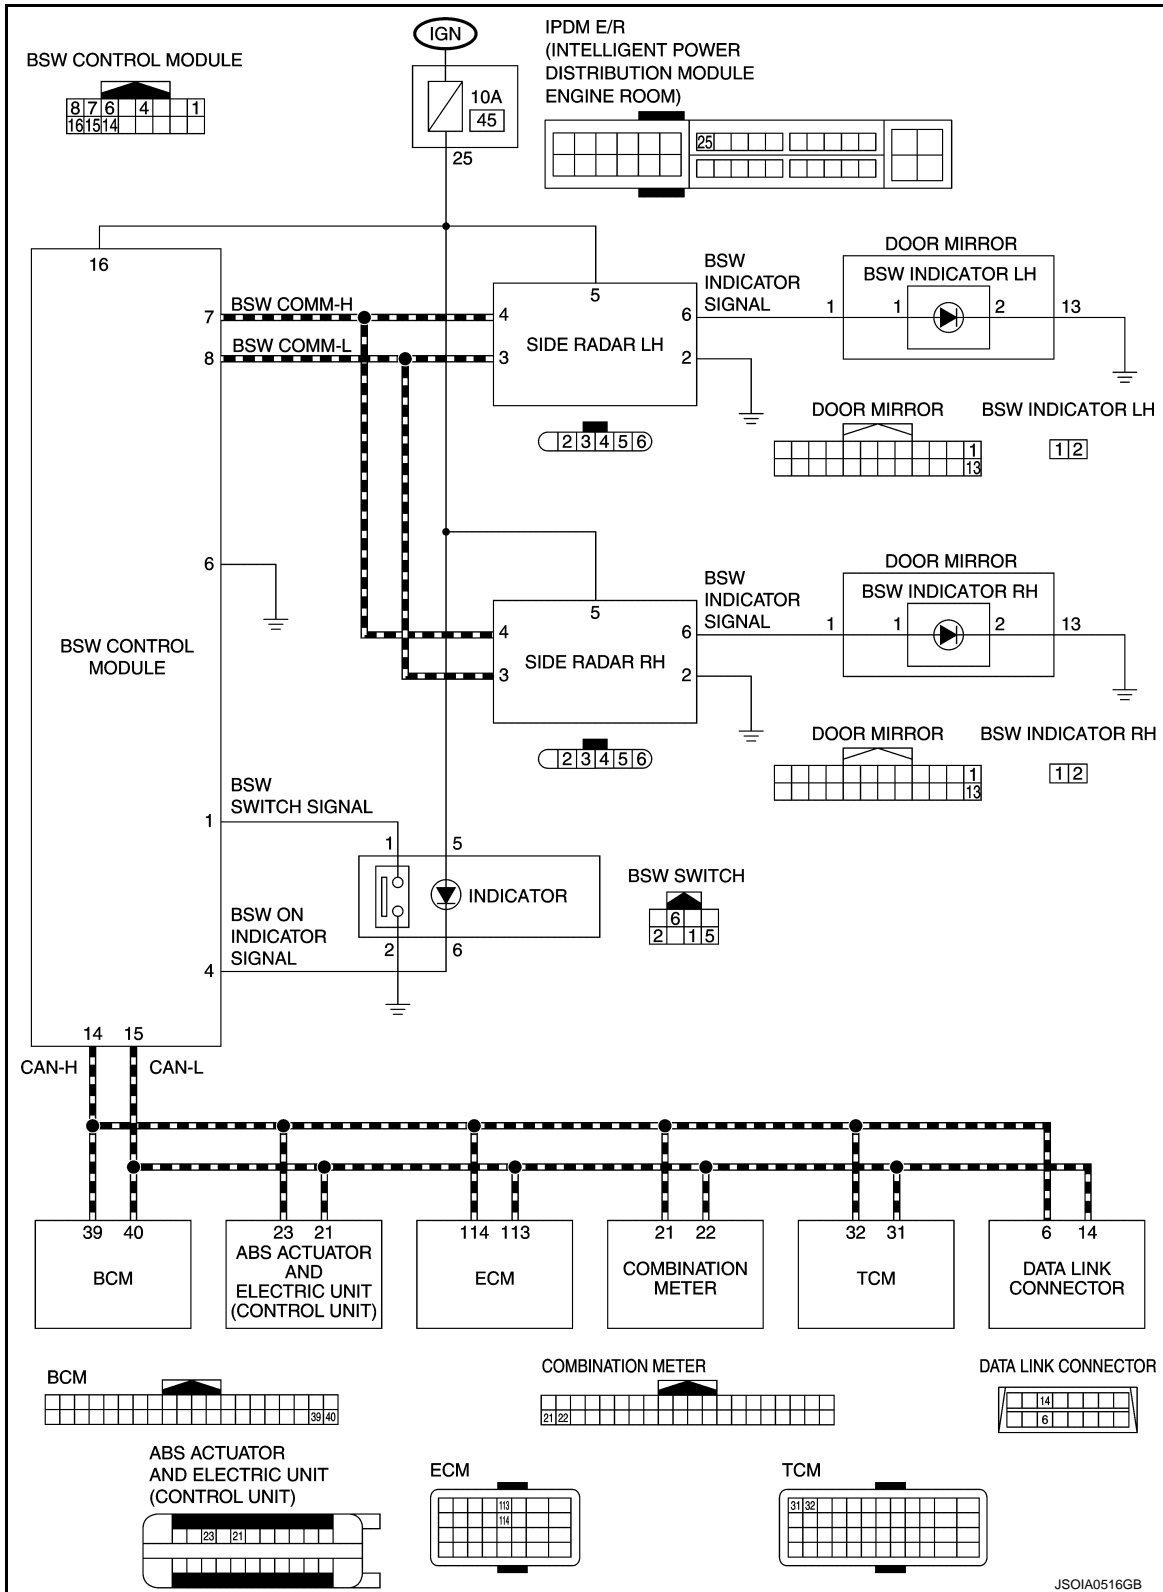 IGN
IPDM E/R
(INTELLIGENT POWER
DISTRIBUTION MODULE
ENGINE ROOM)
BSW CONTROL MODULE
8 7 6 4 1
16 15 14
10A
45
25
25
16
BSW COMM-H
7
4
5
BSW COMM-L
8
3
SIDE RADAR LH
6
2
BSW
INDICATOR
SIGNAL
DOOR MIRROR
BSW INDICATOR LH
1
1
2
13
2 3 4 5 6
DOOR MIRROR
1
13
BSW INDICATOR LH
1 2
6
BSW CONTROL
MODULE
5
4
3
SIDE RADAR RH
6
2
BSW
INDICATOR
SIGNAL
DOOR MIRROR
BSW INDICATOR RH
1
1
2
13
2 3 4 5 6
DOOR MIRROR
1
13
BSW INDICATOR RH
1 2
BSW
SWITCH SIGNAL
1
1
5
INDICATOR
2
6
BSW ON
INDICATOR
SIGNAL
4
BSW SWITCH
6
2 1 5
14
15
CAN-H
CAN-L
39 40
BCM
23 21
ABS ACTUATOR
AND
ELECTRIC UNIT
(CONTROL UNIT)
114 113
ECM
21 22
COMBINATION
METER
32 31
TCM
6 14
DATA LINK
CONNECTOR
BCM
39 40
COMBINATION METER
21 22
DATA LINK CONNECTOR
14
6
ABS ACTUATOR
AND ELECTRIC UNIT
(CONTROL UNIT)
23 21
ECM
113
114
TCM
31 32
JSOIA0516GB